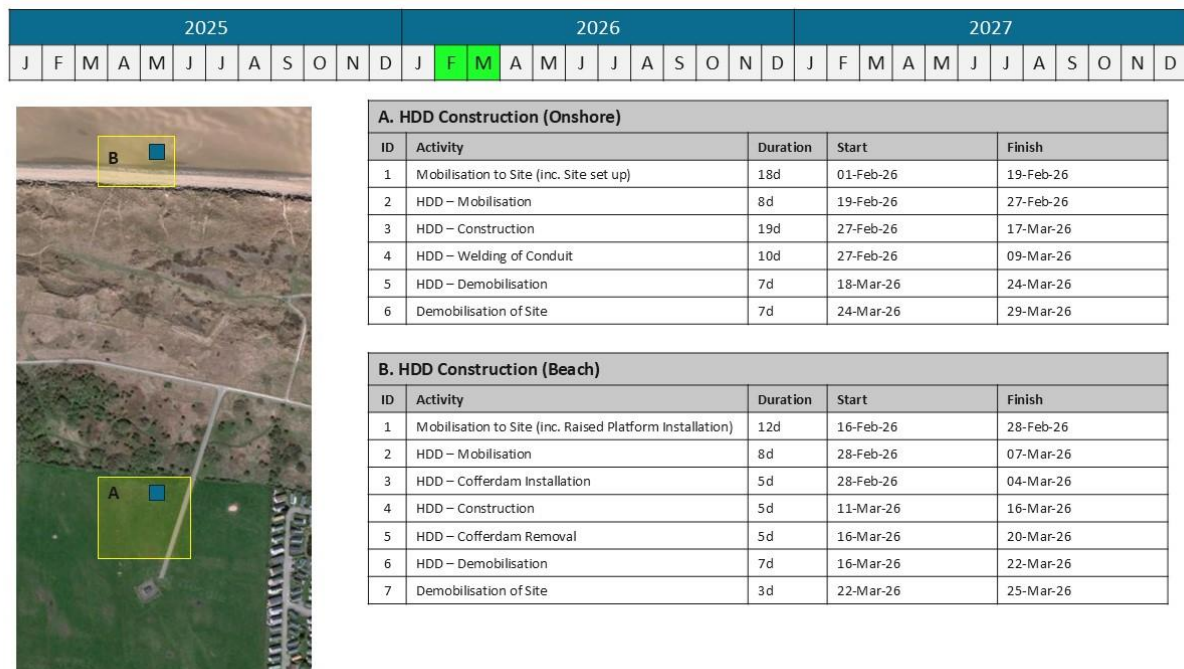 2025 2026 2027
J F M A M J J A S O N D J F M A M J J A S O N D J F M A M J J A S O N D
B
A
A. HDD Construction (Onshore)
ID Activity Duration Start Finish
1 Mobilisation to Site (inc. Site set up) 18d 01-Feb-26 19-Feb-26
2 HDD – Mobilisation 8d 19-Feb-26 27-Feb-26
3 HDD – Construction 19d 27-Feb-26 17-Mar-26
4 HDD – Welding of Conduit 10d 27-Feb-26 09-Mar-26
5 HDD – Demobilisation 7d 18-Mar-26 24-Mar-26
6 Demobilisation of Site 7d 24-Mar-26 29-Mar-26
B. HDD Construction (Beach)
ID Activity Duration Start Finish
1 Mobilisation to Site (inc. Raised Platform Installation) 12d 16-Feb-26 28-Feb-26
2 HDD – Mobilisation 8d 28-Feb-26 07-Mar-26
3 HDD – Cofferdam Installation 5d 28-Feb-26 04-Mar-26
4 HDD – Construction 5d 11-Mar-26 16-Mar-26
5 HDD – Cofferdam Removal 5d 16-Mar-26 20-Mar-26
6 HDD – Demobilisation 7d 16-Mar-26 22-Mar-26
7 Demobilisation of Site 3d 22-Mar-26 25-Mar-26